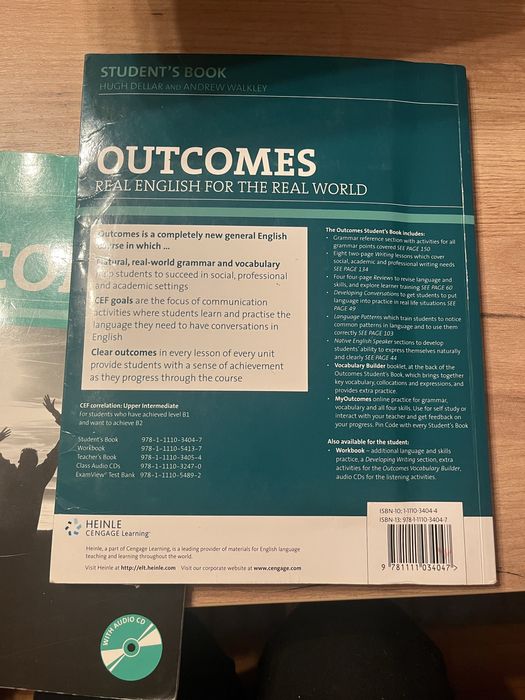 STUDENT'S BOOK
HUGH DELLAR AND ANDREW WALKLEY
OUTCOMES
REAL ENGLISH FOR THE REAL WORLD
Outcomes is a completely new general English
course in which ...
Natural, real-world grammar and vocabulary
help students to succeed in social, professional
and academic settings
CEF goals are the focus of communication
activities where students learn and practise the
language they need to have conversations in
English
Clear outcomes in every lesson of every unit
provide students with a sense of achievement
as they progress through the course
CEF correlation: Upper Intermediate
For students who have achieved level B1
and want to achieve B2
Student's Book 978-1-1110-3404-7
Workbook 978-1-1110-5413-7
Teacher's Book 978-1-1110-3405-4
Class Audio CDs 978-1-1110-3247-0
ExamView® Test Bank 978-1-1110-5489-2
The Outcomes Student's Book includes:
• Grammar reference section with activities for all
grammar points covered SEE PAGE 150
• Eight two-page Writing lessons which cover
social, academic and professional writing needs
SEE PAGE 134
• Four four-page Reviews to revise language and
skills, and explore learner training SEE PAGE 60
• Developing Conversations to get students to put
language into practice in real life situations SEE
PAGE 49
• Language Patterns which train students to notice
common patterns in language and to use them
correctly SEE PAGE 103
• Native English Speaker sections to develop
students' ability to express themselves naturally
and clearly SEE PAGE 44
• Vocabulary Builder booklet, at the back of the
Outcomes Student's Book, which brings together
key vocabulary, collocations and expressions, and
provides extra practice.
• MyOutcomes online practice for grammar,
vocabulary and all four skills. Use for self study or
interact with your teacher and get feedback on
your progress. Pin Code with every Student's Book
Also available for the student:
• Workbook – additional language and skills
practice, a Developing Writing section, extra
activities for the Outcomes Vocabulary Builder,
audio CDs for the listening activities.
HEINLE
CENGAGE Learning™
Heinle, a part of Cengage Learning, is a leading provider of materials for English language
teaching and learning throughout the world.
Visit Heinle at http://elt.heinle.com Visit our corporate website at www.cengage.com
ISBN-10: 1-1110-3404-4
ISBN-13: 978-1-1110-3404-7
9 781111 034047 >
WITH AUDIO CD